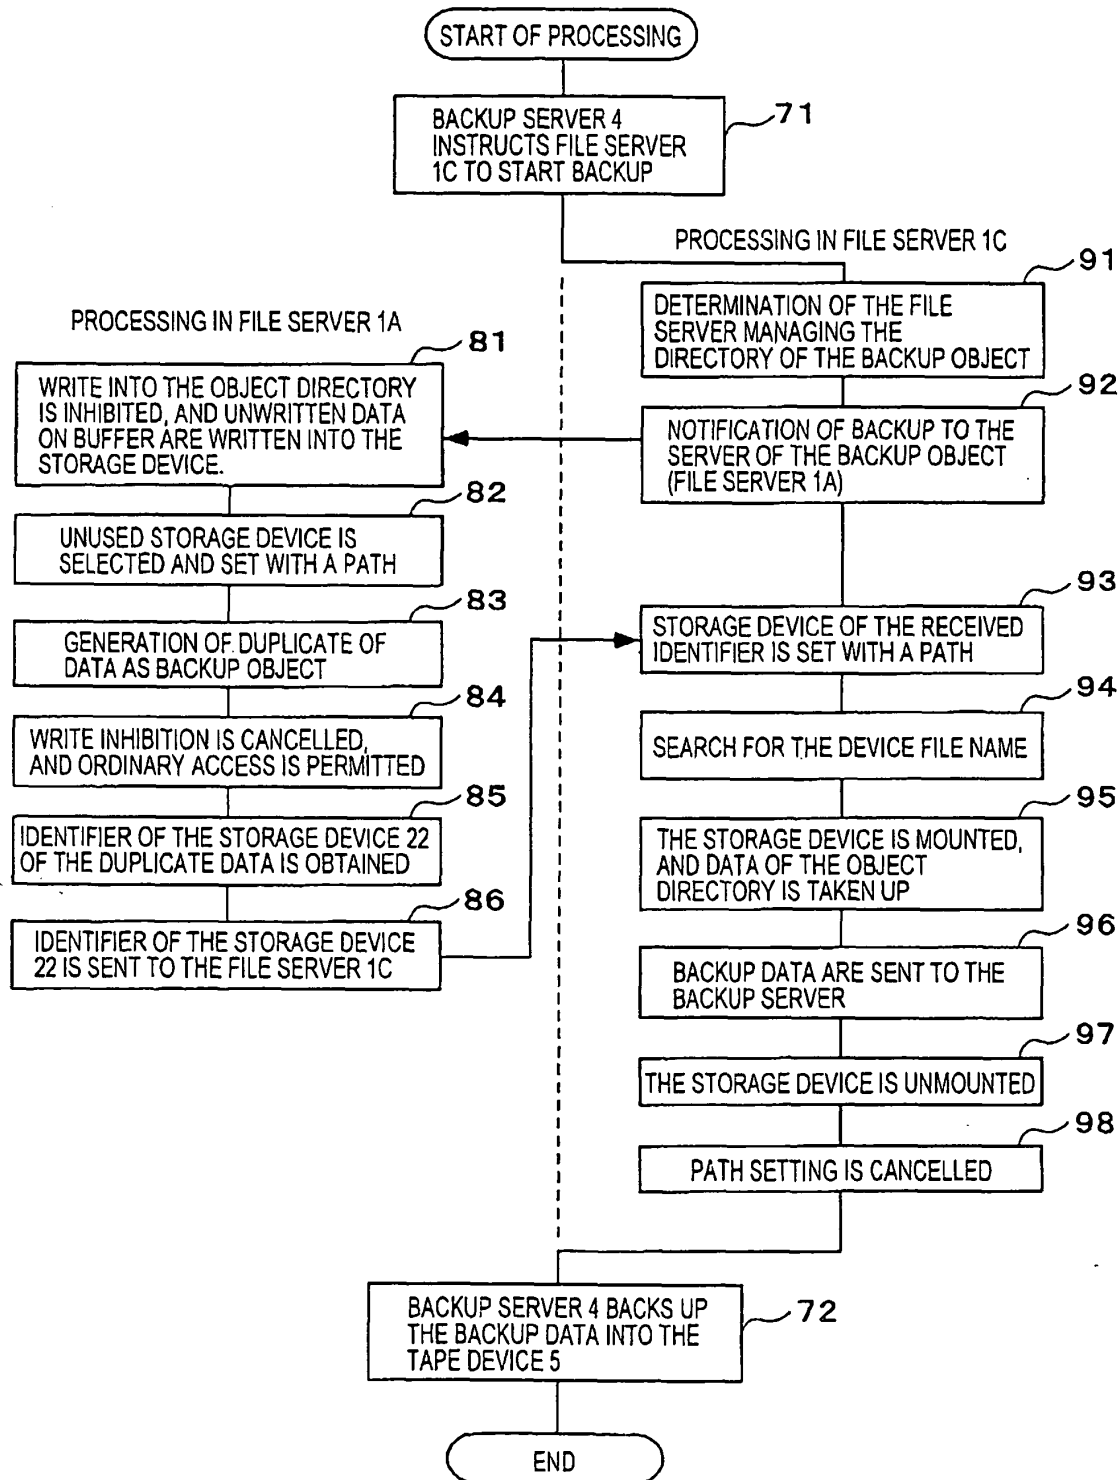 START OF PROCESSING
BACKUP SERVER 4
INSTRUCTS FILE SERVER
1C TO START BACKUP
71
PROCESSING IN FILE SERVER 1C
91
DETERMINATION OF THE FILE
SERVER MANAGING THE
DIRECTORY OF THE BACKUP OBJECT
92
NOTIFICATION OF BACKUP TO THE
SERVER OF THE BACKUP OBJECT
(FILE SERVER 1A)
PROCESSING IN FILE SERVER 1A
81
WRITE INTO THE OBJECT DIRECTORY
IS INHIBITED, AND UNWRITTEN DATA
ON BUFFER ARE WRITTEN INTO THE
STORAGE DEVICE.
82
UNUSED STORAGE DEVICE IS
SELECTED AND SET WITH A PATH
83
GENERATION OF DUPLICATE OF
DATA AS BACKUP OBJECT
84
WRITE INHIBITION IS CANCELLED,
AND ORDINARY ACCESS IS PERMITTED
85
IDENTIFIER OF THE STORAGE DEVICE 22
OF THE DUPLICATE DATA IS OBTAINED
86
IDENTIFIER OF THE STORAGE DEVICE
22 IS SENT TO THE FILE SERVER 1C
93
STORAGE DEVICE OF THE RECEIVED
IDENTIFIER IS SET WITH A PATH
94
SEARCH FOR THE DEVICE FILE NAME
95
THE STORAGE DEVICE IS MOUNTED,
AND DATA OF THE OBJECT
DIRECTORY IS TAKEN UP
96
BACKUP DATA ARE SENT TO THE
BACKUP SERVER
97
THE STORAGE DEVICE IS UNMOUNTED
98
PATH SETTING IS CANCELLED
BACKUP SERVER 4 BACKS UP
THE BACKUP DATA INTO THE
TAPE DEVICE 5
72
END